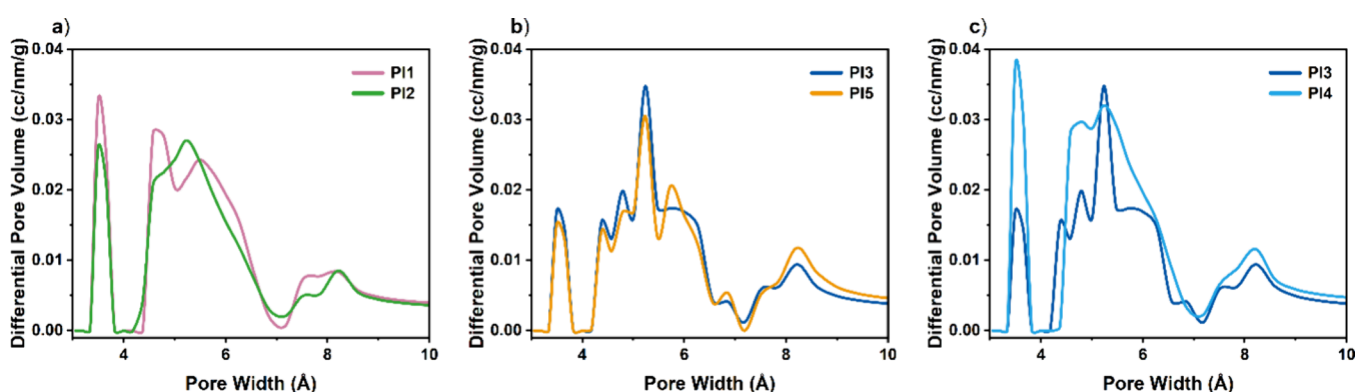 a)
Differential Pore Volume (cc/nm/g)
0.04
0.03
0.02
0.01
0.00
PI1
PI2
4 6 8 10
Pore Width (Å)
b)
Differential Pore Volume (cc/nm/g)
0.04
0.03
0.02
0.01
0.00
PI3
PI5
4 6 8 10
Pore Width (Å)
c)
Differential Pore Volume (cc/nm/g)
0.04
0.03
0.02
0.01
0.00
PI3
PI4
4 6 8 10
Pore Width (Å)